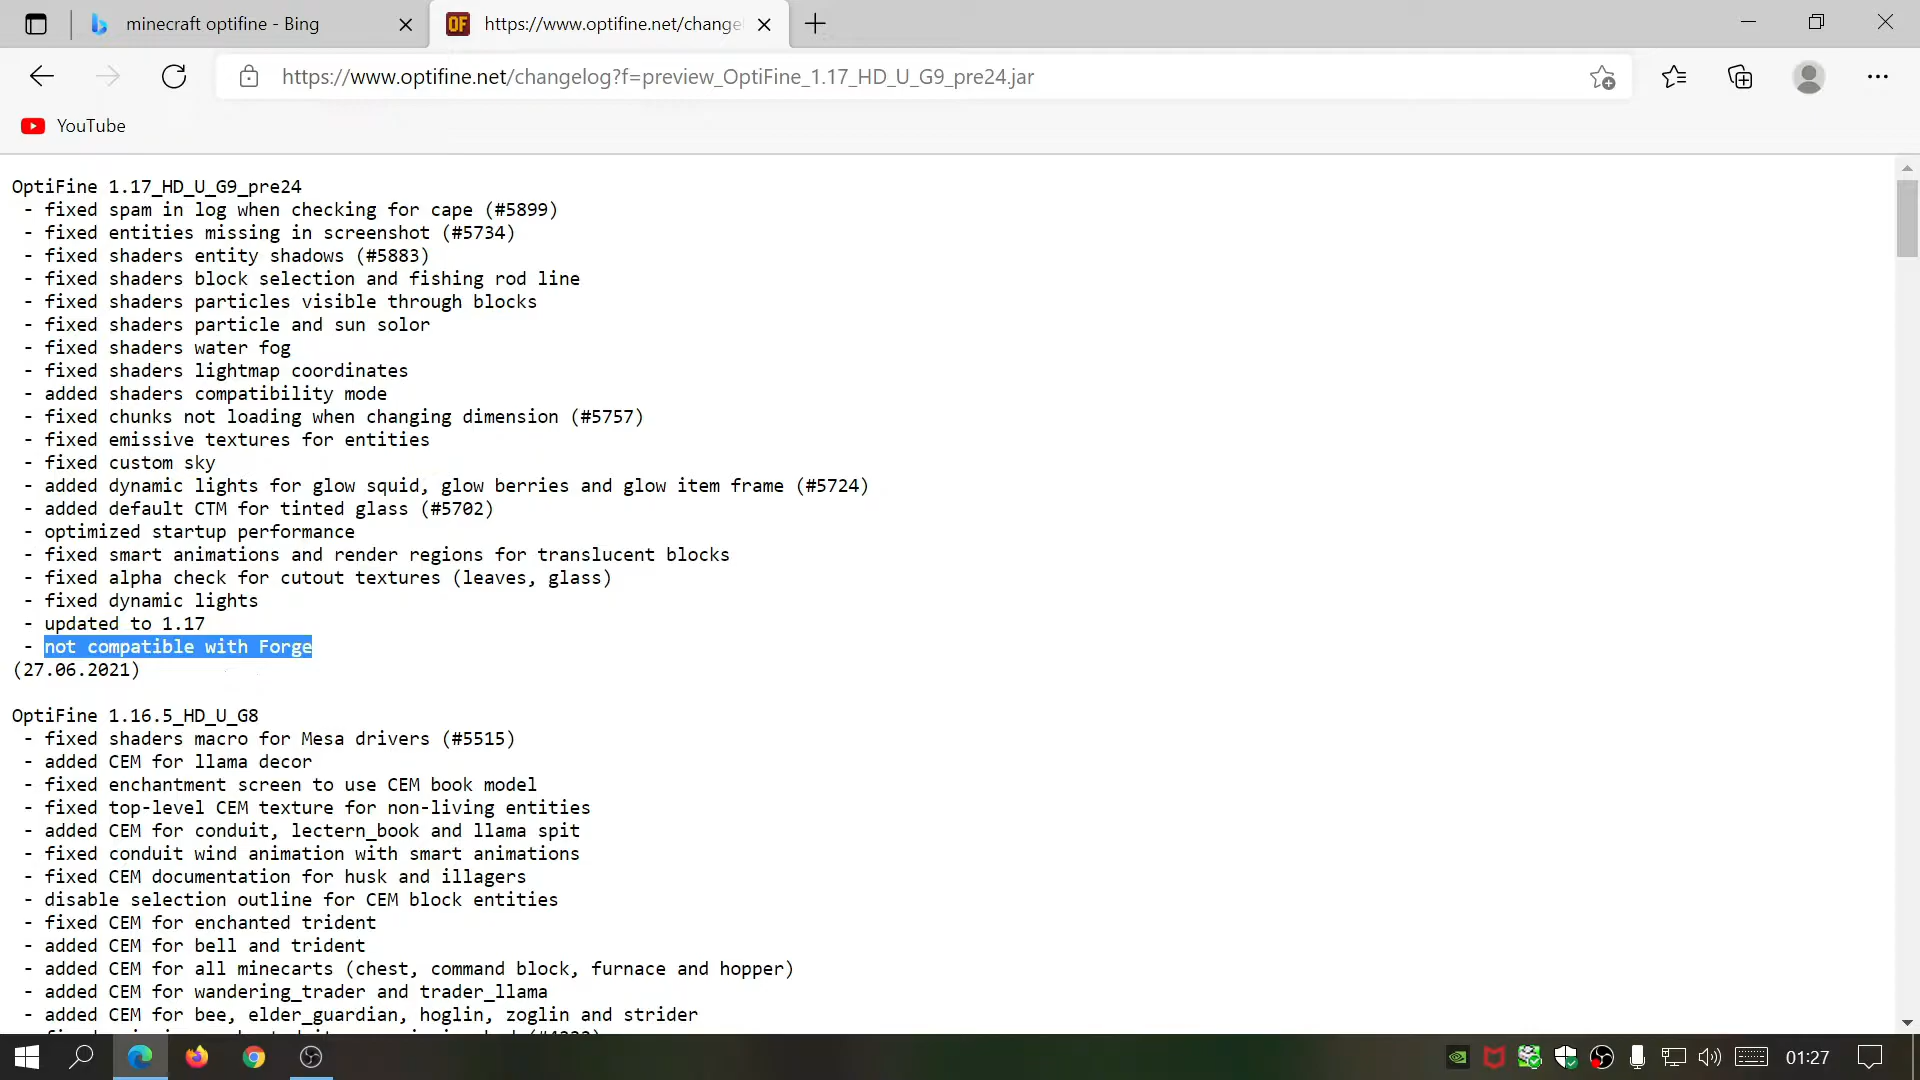 minecraft optifine - Bing
OF https://www.optifine.net/change
https://www.optifine.net/changelog?f=preview_OptiFine_1.17_HD_U_G9_pre24.jar
YouTube
OptiFine 1.17_HD_U_G9_pre24
- fixed spam in log when checking for cape (#5899)
- fixed entities missing in screenshot (#5734)
- fixed shaders entity shadows (#5883)
- fixed shaders block selection and fishing rod line
- fixed shaders particles visible through blocks
- fixed shaders particle and sun solor
- fixed shaders water fog
- fixed shaders lightmap coordinates
- added shaders compatibility mode
- fixed chunks not loading when changing dimension (#5757)
- fixed emissive textures for entities
- fixed custom sky
- added dynamic lights for glow squid, glow berries and glow item frame (#5724)
- added default CTM for tinted glass (#5702)
- optimized startup performance
- fixed smart animations and render regions for translucent blocks
- fixed alpha check for cutout textures (leaves, glass)
- fixed dynamic lights
- updated to 1.17
- not compatible with Forge
(27.06.2021)
OptiFine 1.16.5_HD_U_G8
- fixed shaders macro for Mesa drivers (#5515)
- added CEM for llama decor
- fixed enchantment screen to use CEM book model
- fixed top-level CEM texture for non-living entities
- added CEM for conduit, lectern_book and llama spit
- fixed conduit wind animation with smart animations
- fixed CEM documentation for husk and illagers
- disable selection outline for CEM block entities
- fixed CEM for enchanted trident
- added CEM for bell and trident
- added CEM for all minecarts (chest, command block, furnace and hopper)
- added CEM for wandering_trader and trader_llama
- added CEM for bee, elder_guardian, hoglin, zoglin and strider
01:27